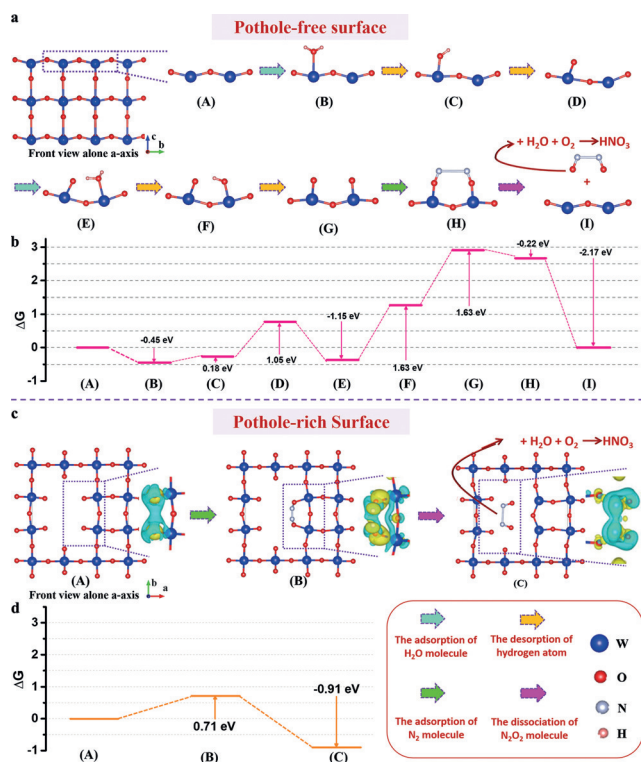 a
Pothole-free surface
(A)
(B)
(C)
(D)
c
b
Front view alone a-axis
+ H2O + O2 → HNO3
+
(E)
(F)
(G)
(H)
(I)
b
3
2
1
0
-1
ΔG
-0.45 eV
0.18 eV
1.05 eV
-1.15 eV
1.63 eV
1.63 eV
-0.22 eV
-2.17 eV
(A)
(B)
(C)
(D)
(E)
(F)
(G)
(H)
(I)
c
Pothole-rich Surface
+ H2O + O2 → HNO3
(A)
(B)
(C)
b
a
Front view alone a-axis
d
3
2
1
0
-1
ΔG
0.71 eV
-0.91 eV
(A)
(B)
(C)
The adsorption of
H2O molecule
The desorption of
hydrogen atom
The adsorption of
N2 molecule
The dissociation of
N2O2 molecule
W
O
N
H